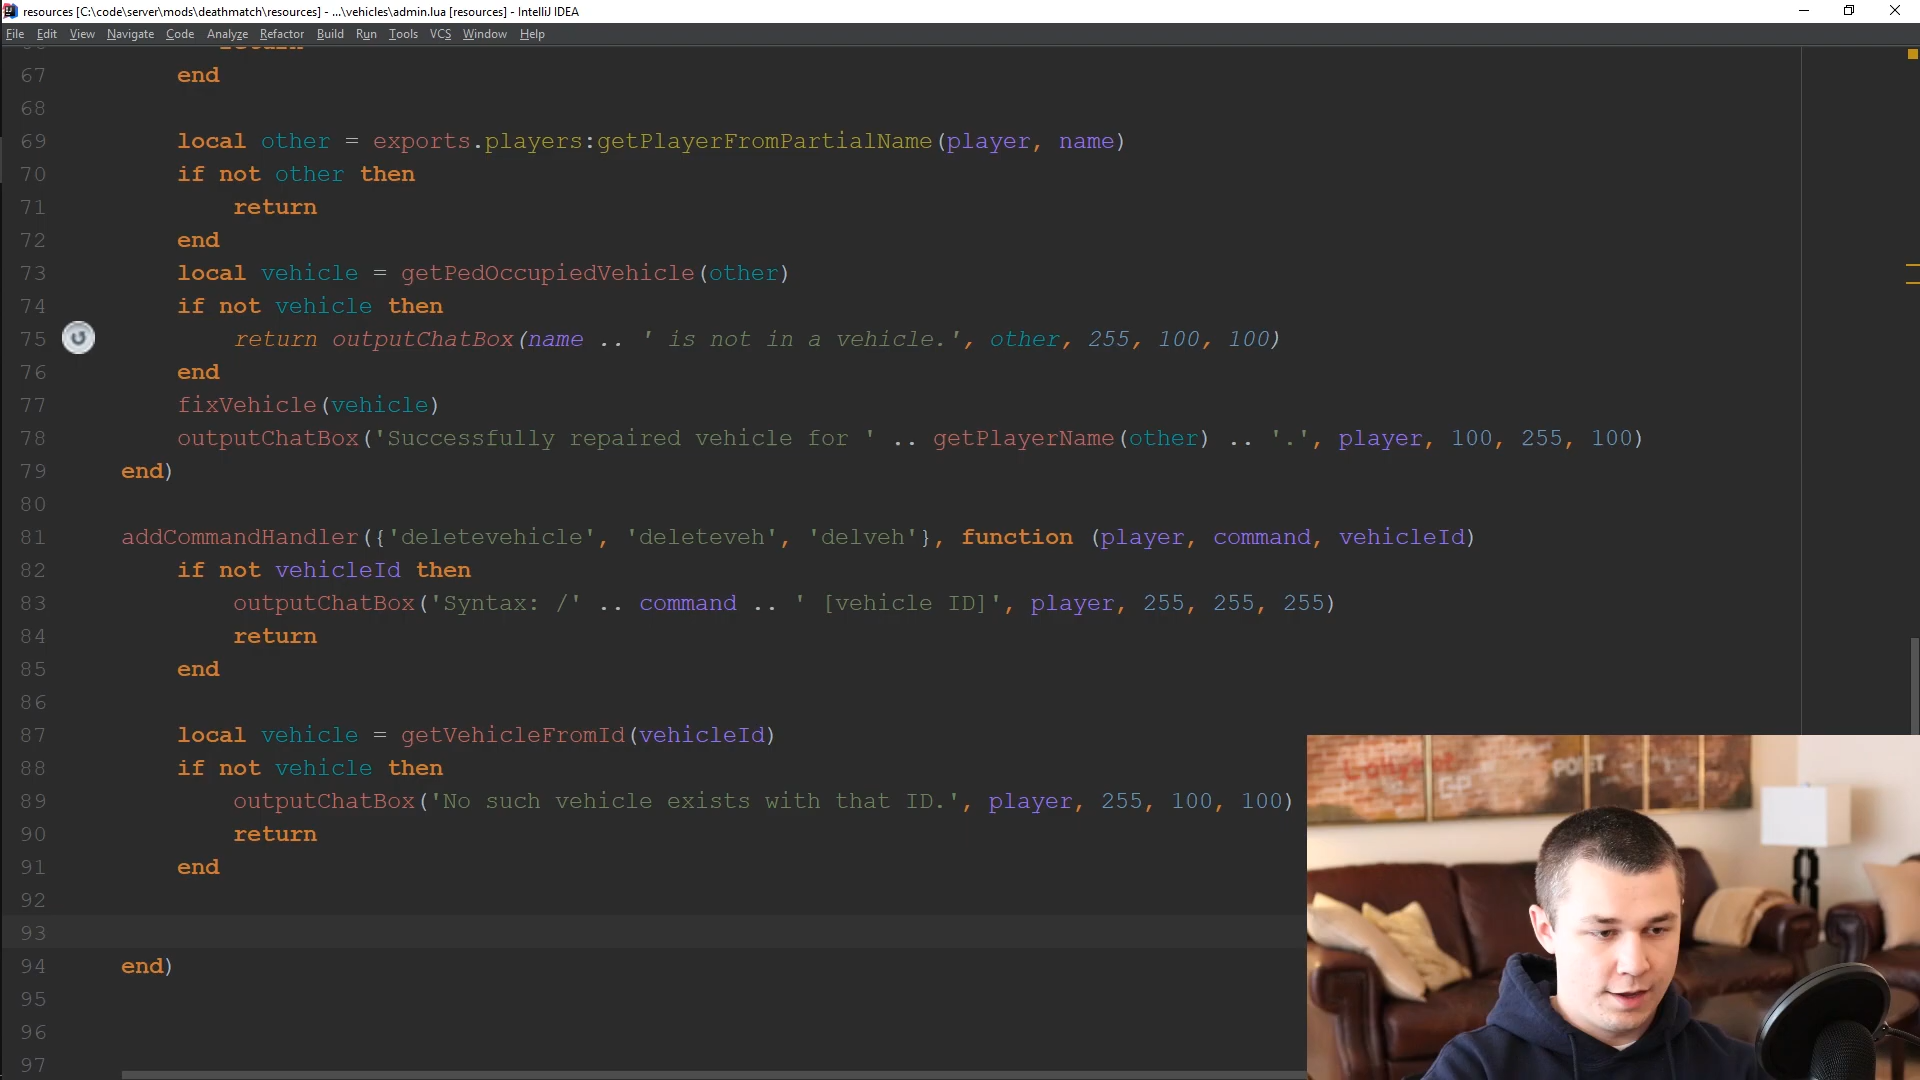 resources [C:\code\server\mods\deathmatch\resources] - ...\vehicles\admin.lua [resources] - IntelliJ IDEA
File Edit View Navigate Code Analyze Refactor Build Run Tools VCS Window Help
67 end
68
69 local other = exports.players:getPlayerFromPartialName(player, name)
70 if not other then
71 return
72 end
73 local vehicle = getPedOccupiedVehicle(other)
74 if not vehicle then
75 return outputChatBox(name .. ' is not in a vehicle.', other, 255, 100, 100)
76 end
77 fixVehicle(vehicle)
78 outputChatBox('Successfully repaired vehicle for ' .. getPlayerName(other) .. '.', player, 100, 255, 100)
79 end)
80
81 addCommandHandler({'deletevehicle', 'deleteveh', 'delveh'}, function (player, command, vehicleId)
82 if not vehicleId then
83 outputChatBox('Syntax: /' .. command .. ' [vehicle ID]', player, 255, 255, 255)
84 return
85 end
86
87 local vehicle = getVehicleFromId(vehicleId)
88 if not vehicle then
89 outputChatBox('No such vehicle exists with that ID.', player, 255, 100, 100)
90 return
91 end
92
93
94 end)
95
96
97